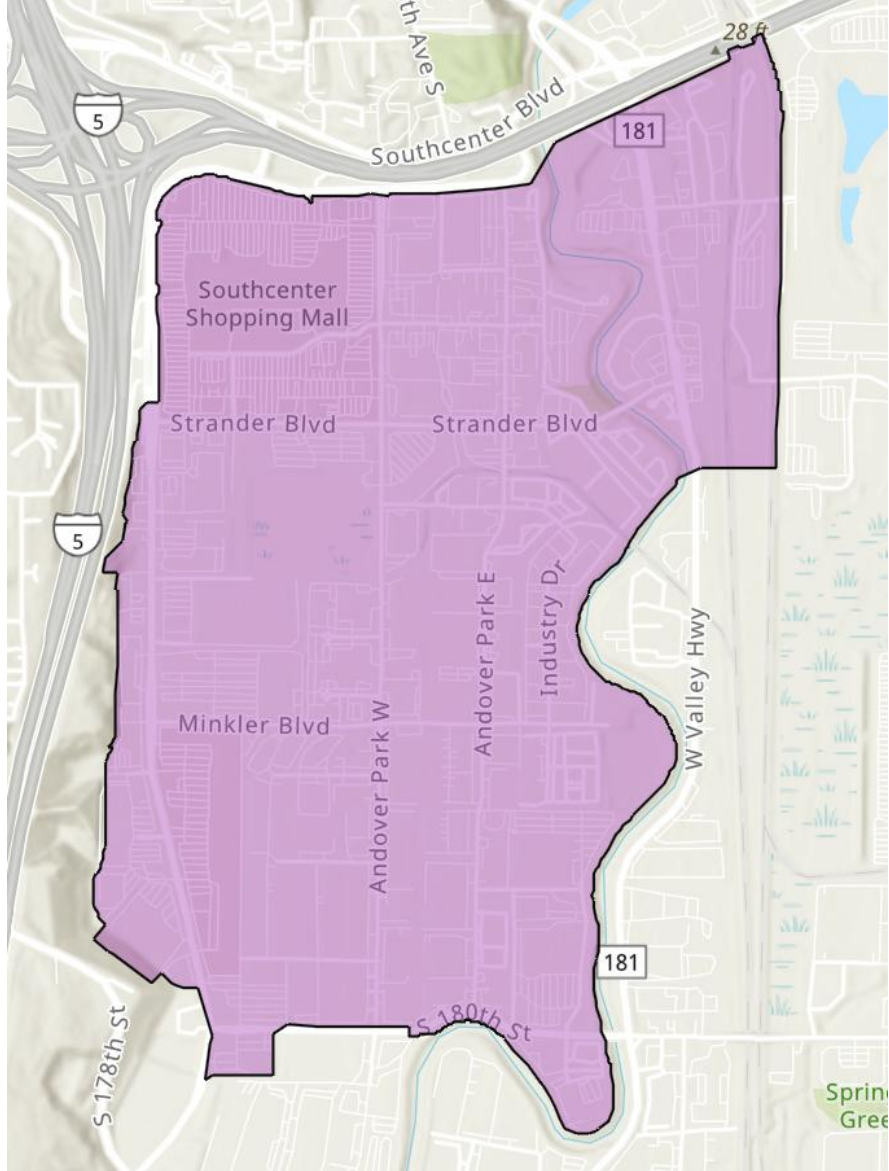 28 ft
th Ave S
5
Southcenter Blvd
181
Southcenter
Shopping Mall
Strander Blvd
Strander Blvd
5
Industry Dr
Andover Park E
W Valley Hwy
Minkler Blvd
Andover Park W
181
S 180th St
S 178th St
Sprin
Gree